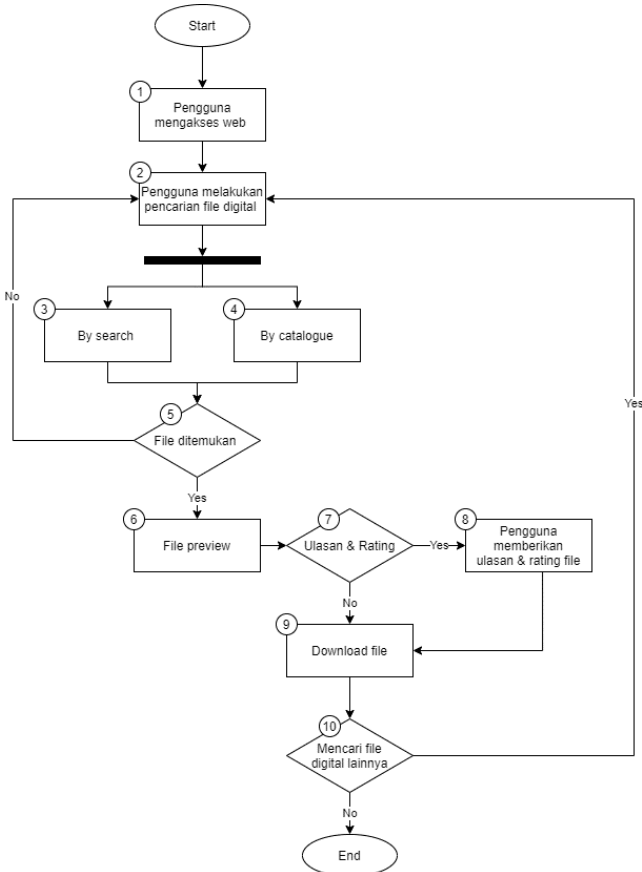 Start
1
Pengguna
mengakses web
2
Pengguna melakukan
pencarian file digital
No
3
By search
4
By catalogue
5
File ditemukan
Yes
Yes
6
File preview
7
Ulasan & Rating
Yes
8
Pengguna
memberikan
ulasan & rating file
No
9
Download file
10
Mencari file
digital lainnya
No
End